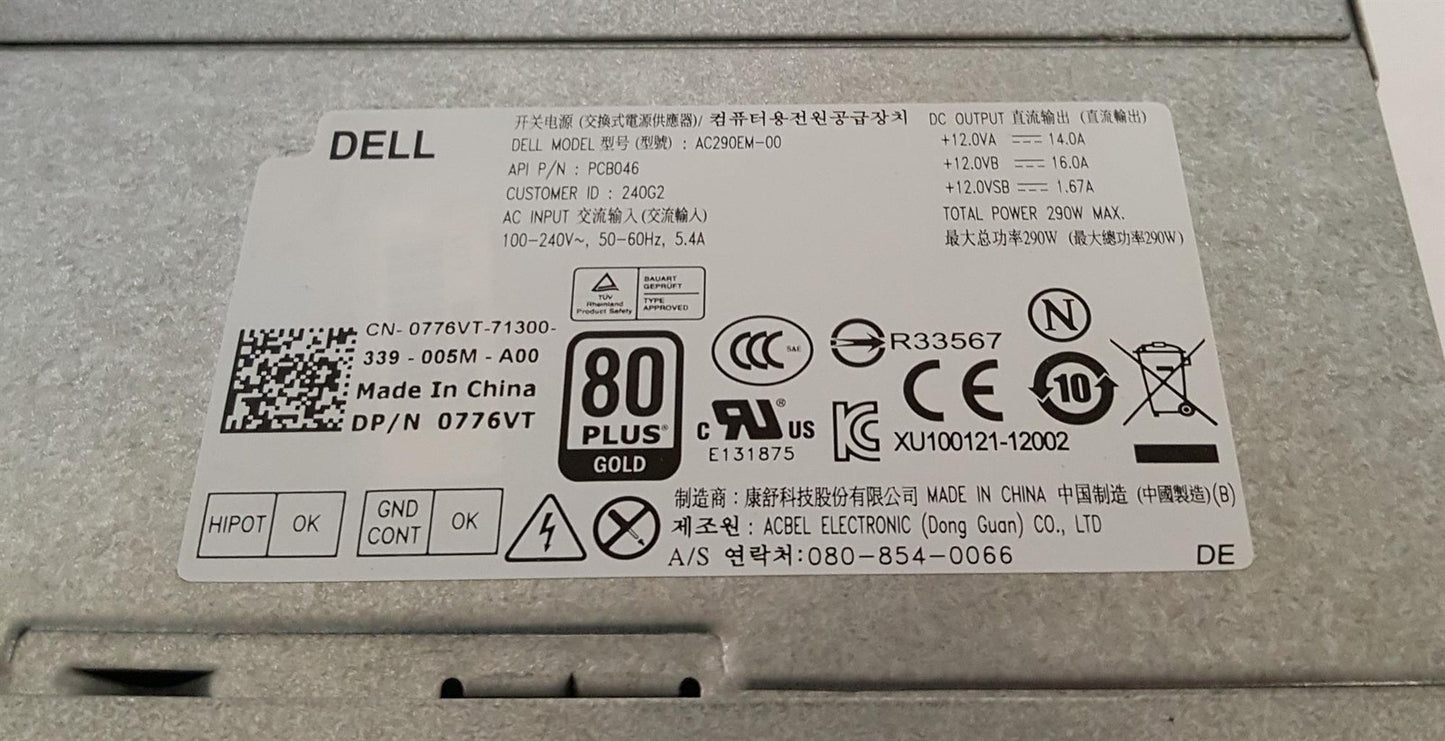 DELL
开关电源 (交換式電源供應器)/ 컴퓨터용전원공급장치
DELL MODEL 型号 (型號) : AC290EM-00
API P/N : PCB046
CUSTOMER ID : 240G2
AC INPUT 交流输入 (交流輸入)
100-240V~, 50-60Hz, 5.4A
DC OUTPUT 直流输出 (直流輸出)
+12.0VA ⎓ 14.0A
+12.0VB ⎓ 16.0A
+12.0VSB ⎓ 1.67A
TOTAL POWER 290W MAX.
最大总功率290W (最大總功率290W)
TÜV
Rheinland
Product Safety
BAUART
GEPRÜFT
TYPE
APPROVED
CN- 0776VT-71300-
339 - 005M - A00
Made In China
DP/N 0776VT
80
PLUS®
GOLD
CCC S&E
R33567
N
CE
10
c RU® US
E131875
KC
XU100121-12002
HIPOT OK
GND
CONT
OK
制造商 : 康舒科技股份有限公司 MADE IN CHINA 中国制造 (中國製造)(B)
제조원 : ACBEL ELECTRONIC (Dong Guan) CO., LTD
A/S 연락처:080-854-0066
DE